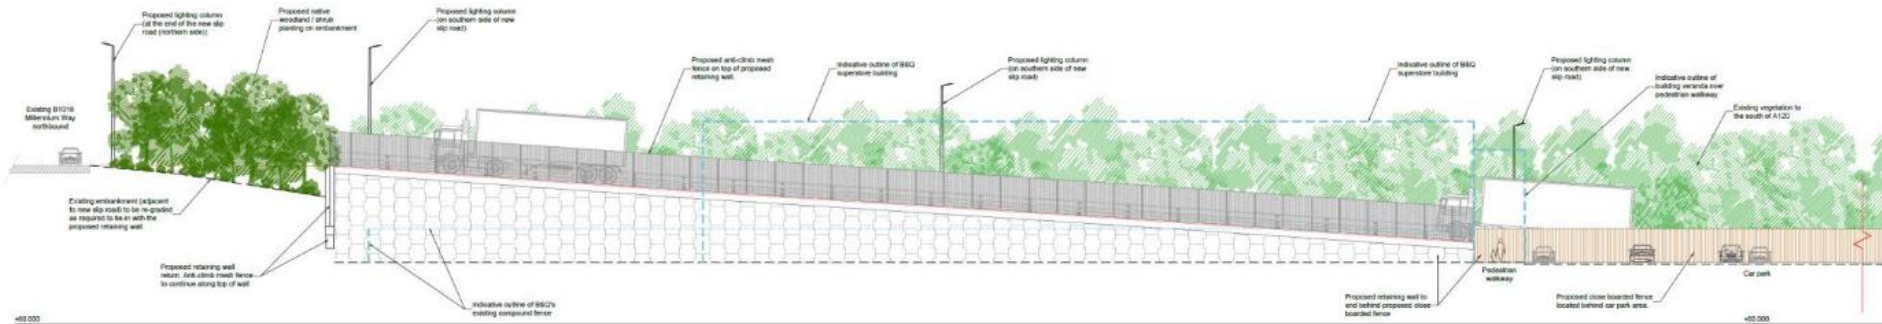 Proposed lighting column
(at the end of the new slip
road (northern side))
Proposed native
woodland / shrub
planting on embankment
Proposed lighting column
(on southern side of new
slip road)
Proposed anti-climb mesh
fence on top of proposed
retaining wall.
Indicative outline of B&Q
superstore building
Proposed lighting column
(on southern side of new
slip road)
Indicative outline of B&Q
superstore building
Proposed lighting column
(on southern side of new
slip road)
Indicative outline of
building veranda over
pedestrian walkway
Existing vegetation to
the south of A120
Existing B1018
Millennium Way
northbound
Existing embankment (adjacent
to new slip road) to be re-graded
as required to tie-in with the
proposed retaining wall
Proposed retaining wall
return. Anti-climb mesh fence
to continue along top of wall
Indicative outline of B&Q's
existing compound fence
Proposed retaining wall to
end behind proposed close
boarded fence
Pedestrian
walkway
Proposed close boarded fence
located behind car park area.
Car park
+60.000
+60.000